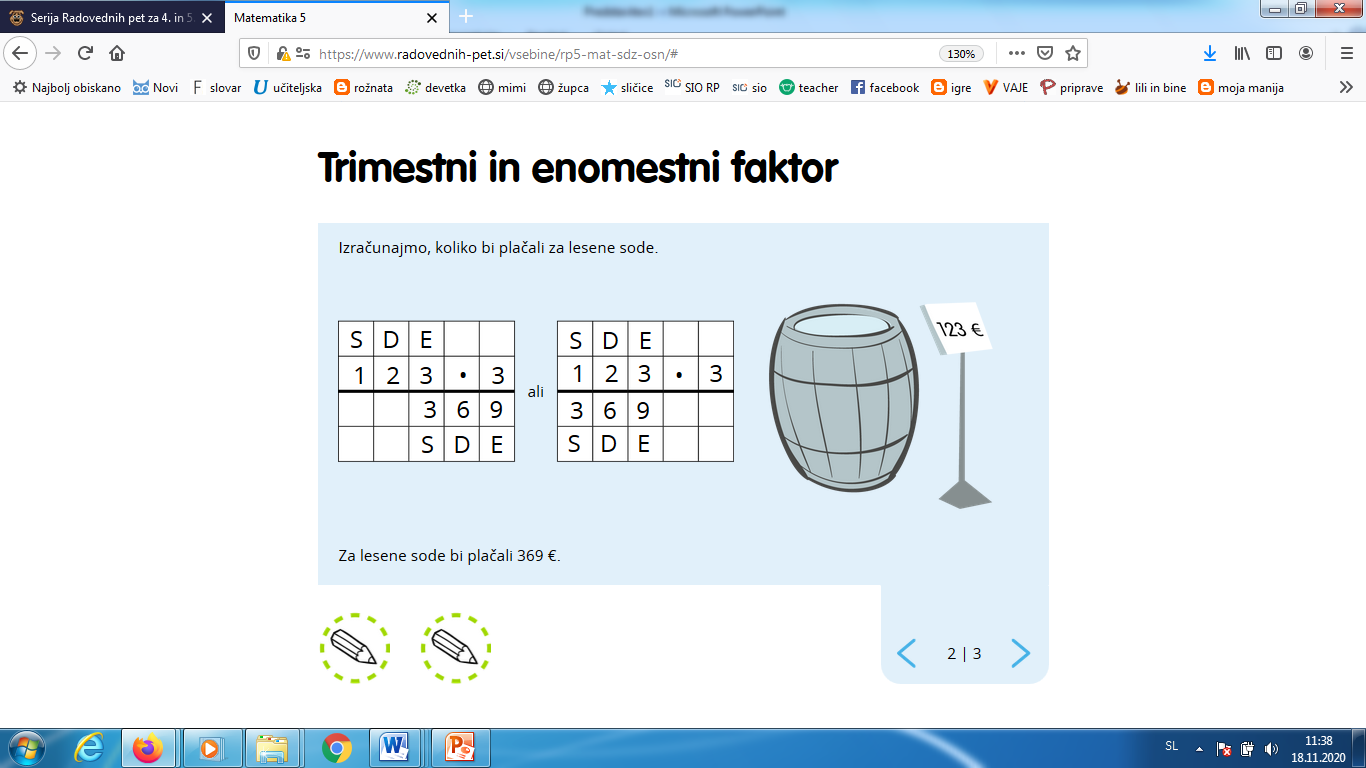 Serija Radovednih pet za 4. in 5.
Matematika 5
https://www.radovednih-pet.si/vsebine/rp5-mat-sdz-osn/#
130%
Najbolj obiskano
Novi
slovar
učiteljska
rožnata
devetka
mimi
župca
sličice
SIO RP
sio
teacher
facebook
igre
VAJE
priprave
lili in bine
moja manija
Trimestni in enomestni faktor
Izračunajmo, koliko bi plačali za lesene sode.
S D E
1 2 3 • 3
3 6 9
S D E
ali
S D E
1 2 3 • 3
3 6 9
S D E
123 €
Za lesene sode bi plačali 369 €.
2 | 3
SL
11:38
18.11.2020